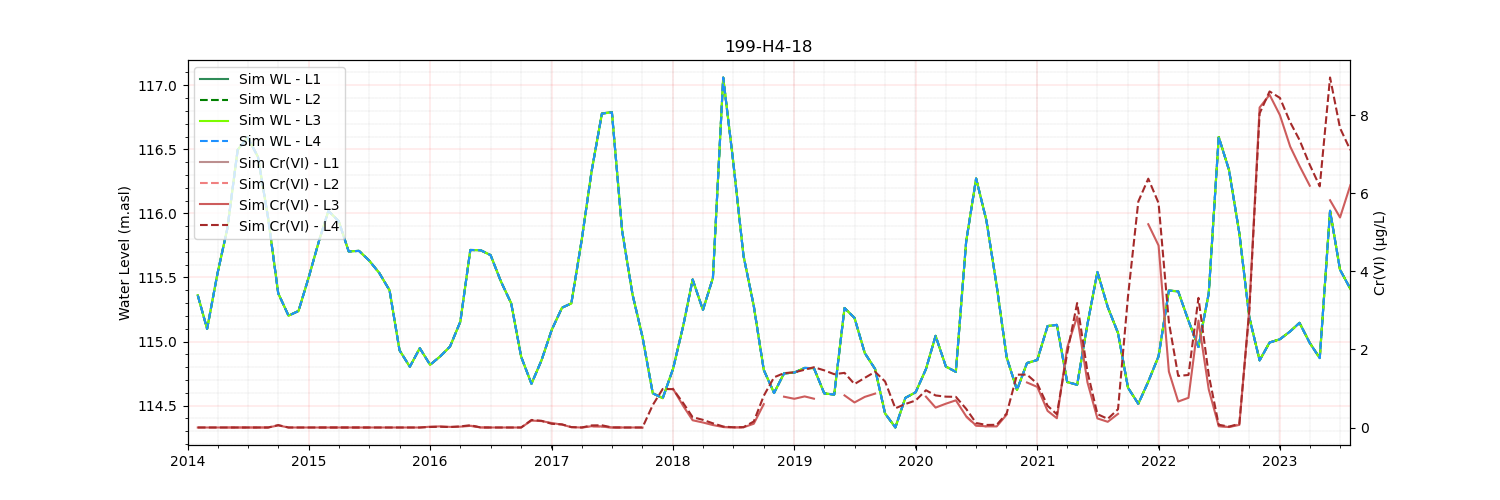 199-H4-18
Sim WL - L1
Sim WL - L2
Sim WL - L3
Sim WL - L4
Sim Cr(VI) - L1
Sim Cr(VI) - L2
Sim Cr(VI) - L3
Sim Cr(VI) - L4
117.0
116.5
116.0
115.5
115.0
114.5
Water Level (m.asl)
8
6
4
2
0
Cr(VI) (µg/L)
2014 2015 2016 2017 2018 2019 2020 2021 2022 2023